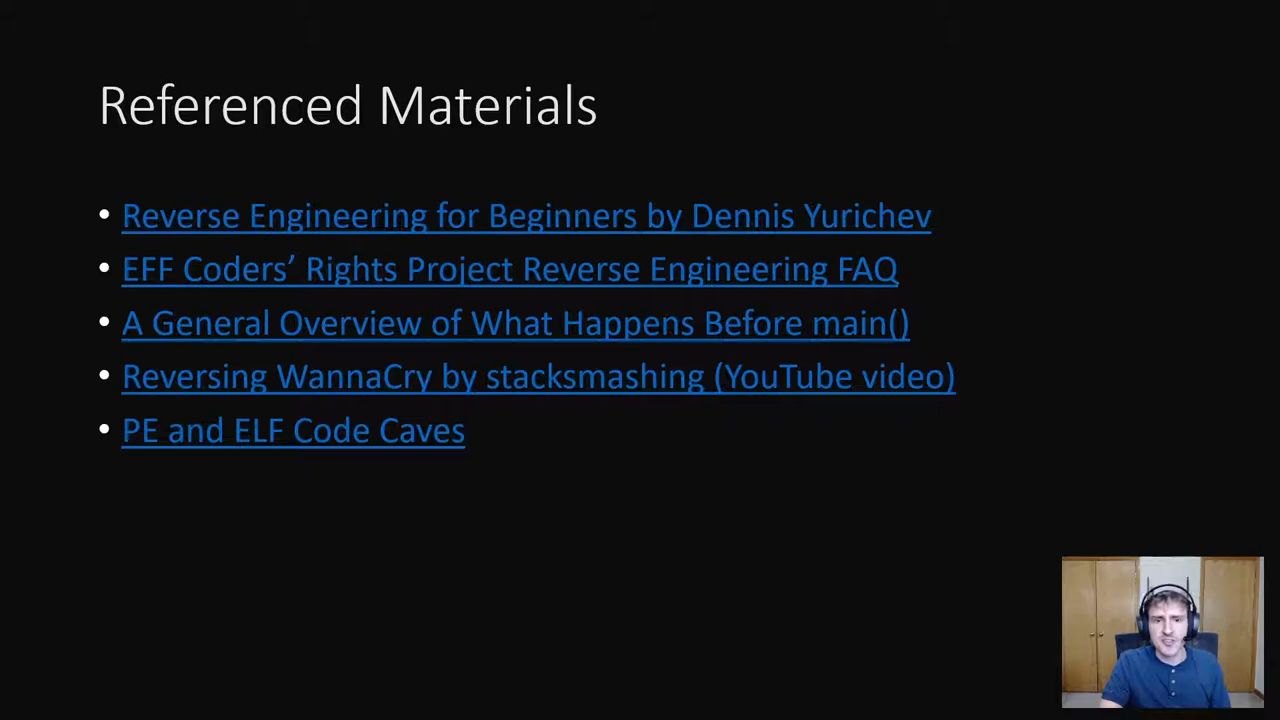 Referenced Materials
• Reverse Engineering for Beginners by Dennis Yurichev
• EFF Coders’ Rights Project Reverse Engineering FAQ
• A General Overview of What Happens Before main()
• Reversing WannaCry by stacksmashing (YouTube video)
• PE and ELF Code Caves